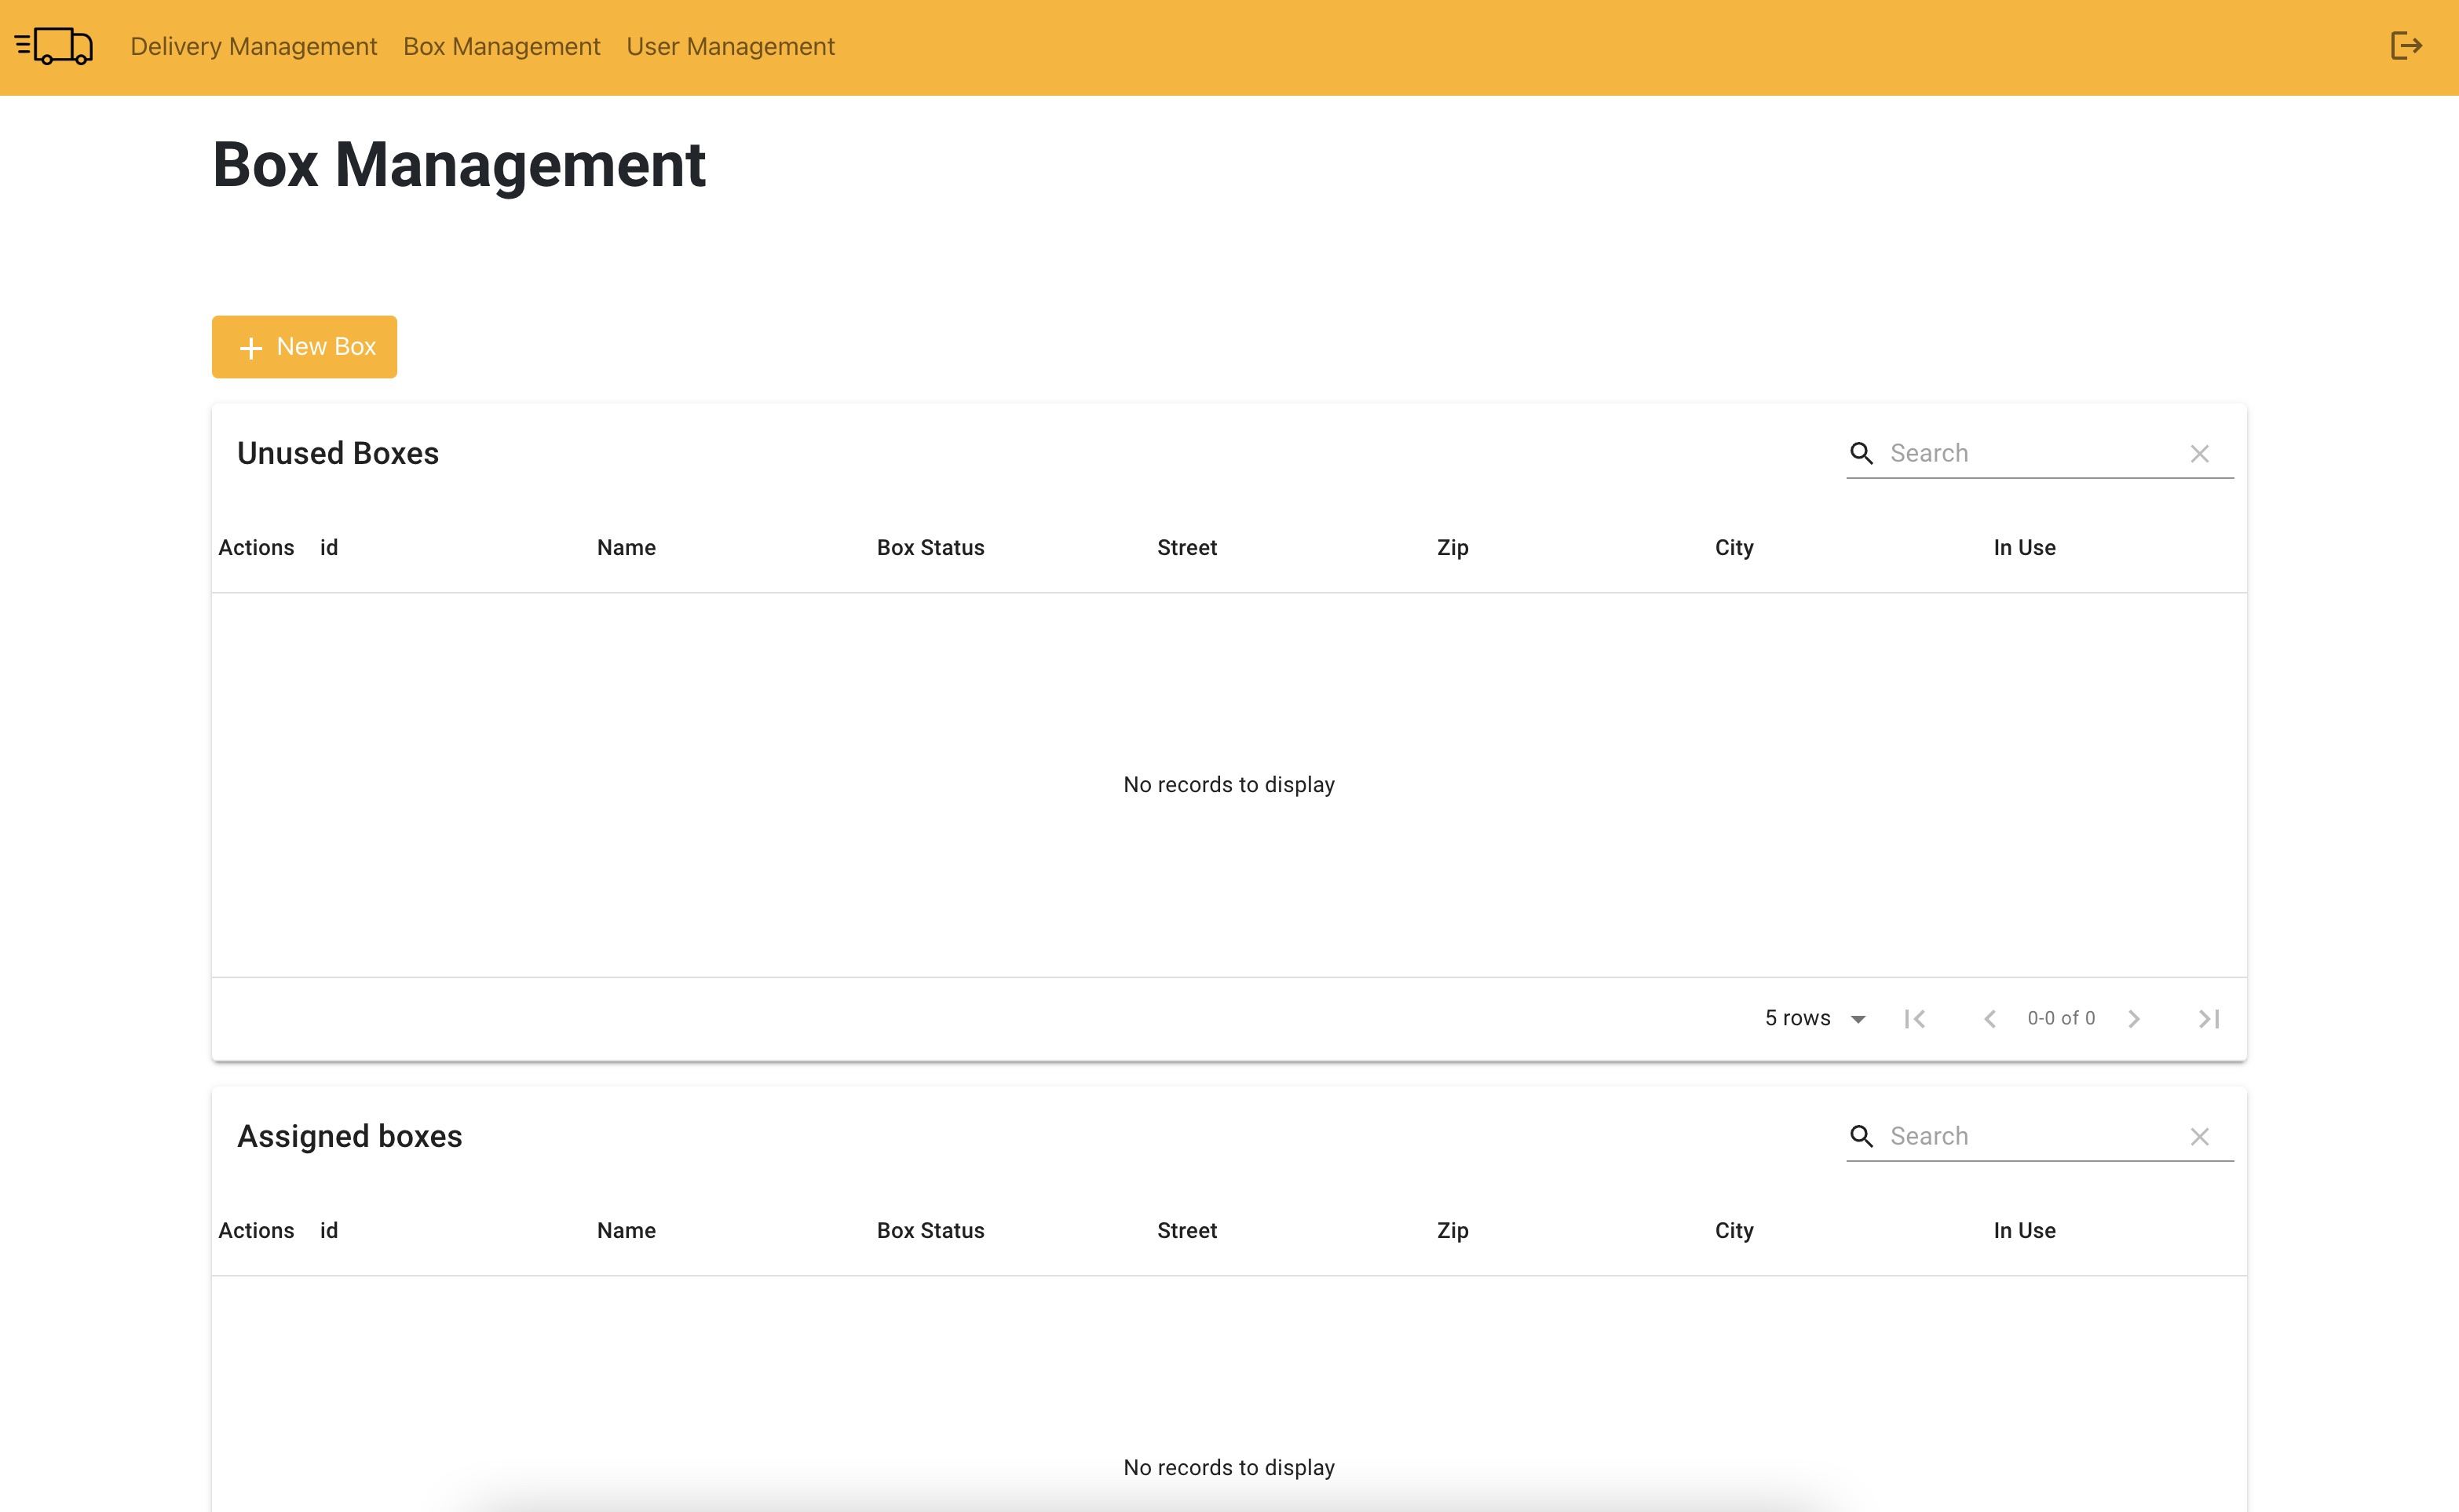 Delivery Management Box Management User Management
Box Management
New Box
Unused Boxes Search
Actions id Name Box Status Street Zip City In Use
No records to display
5 rows 0-0 of 0
Assigned boxes Search
Actions id Name Box Status Street Zip City In Use
No records to display